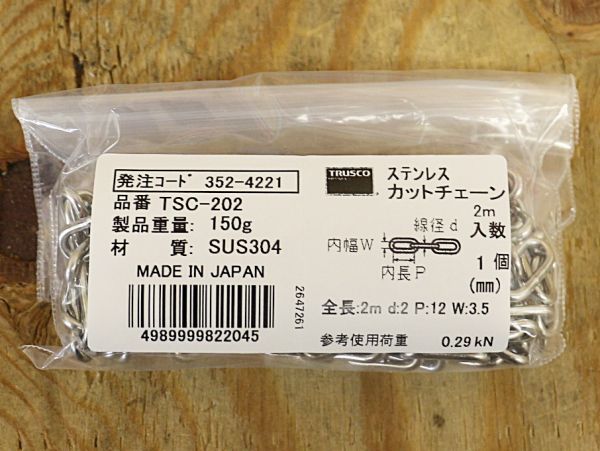 発注コード 352-4221
品番 TSC-202
製品重量: 150g
材 質: SUS304
MADE IN JAPAN
4989999822045
2647261
TRUSCO
ステンレス
カットチェーン
2m
入数
1個
(mm)
線径 d
内幅W
内長P
全長:2m d:2 P:12 W:3.5
参考使用荷重 0.29kN